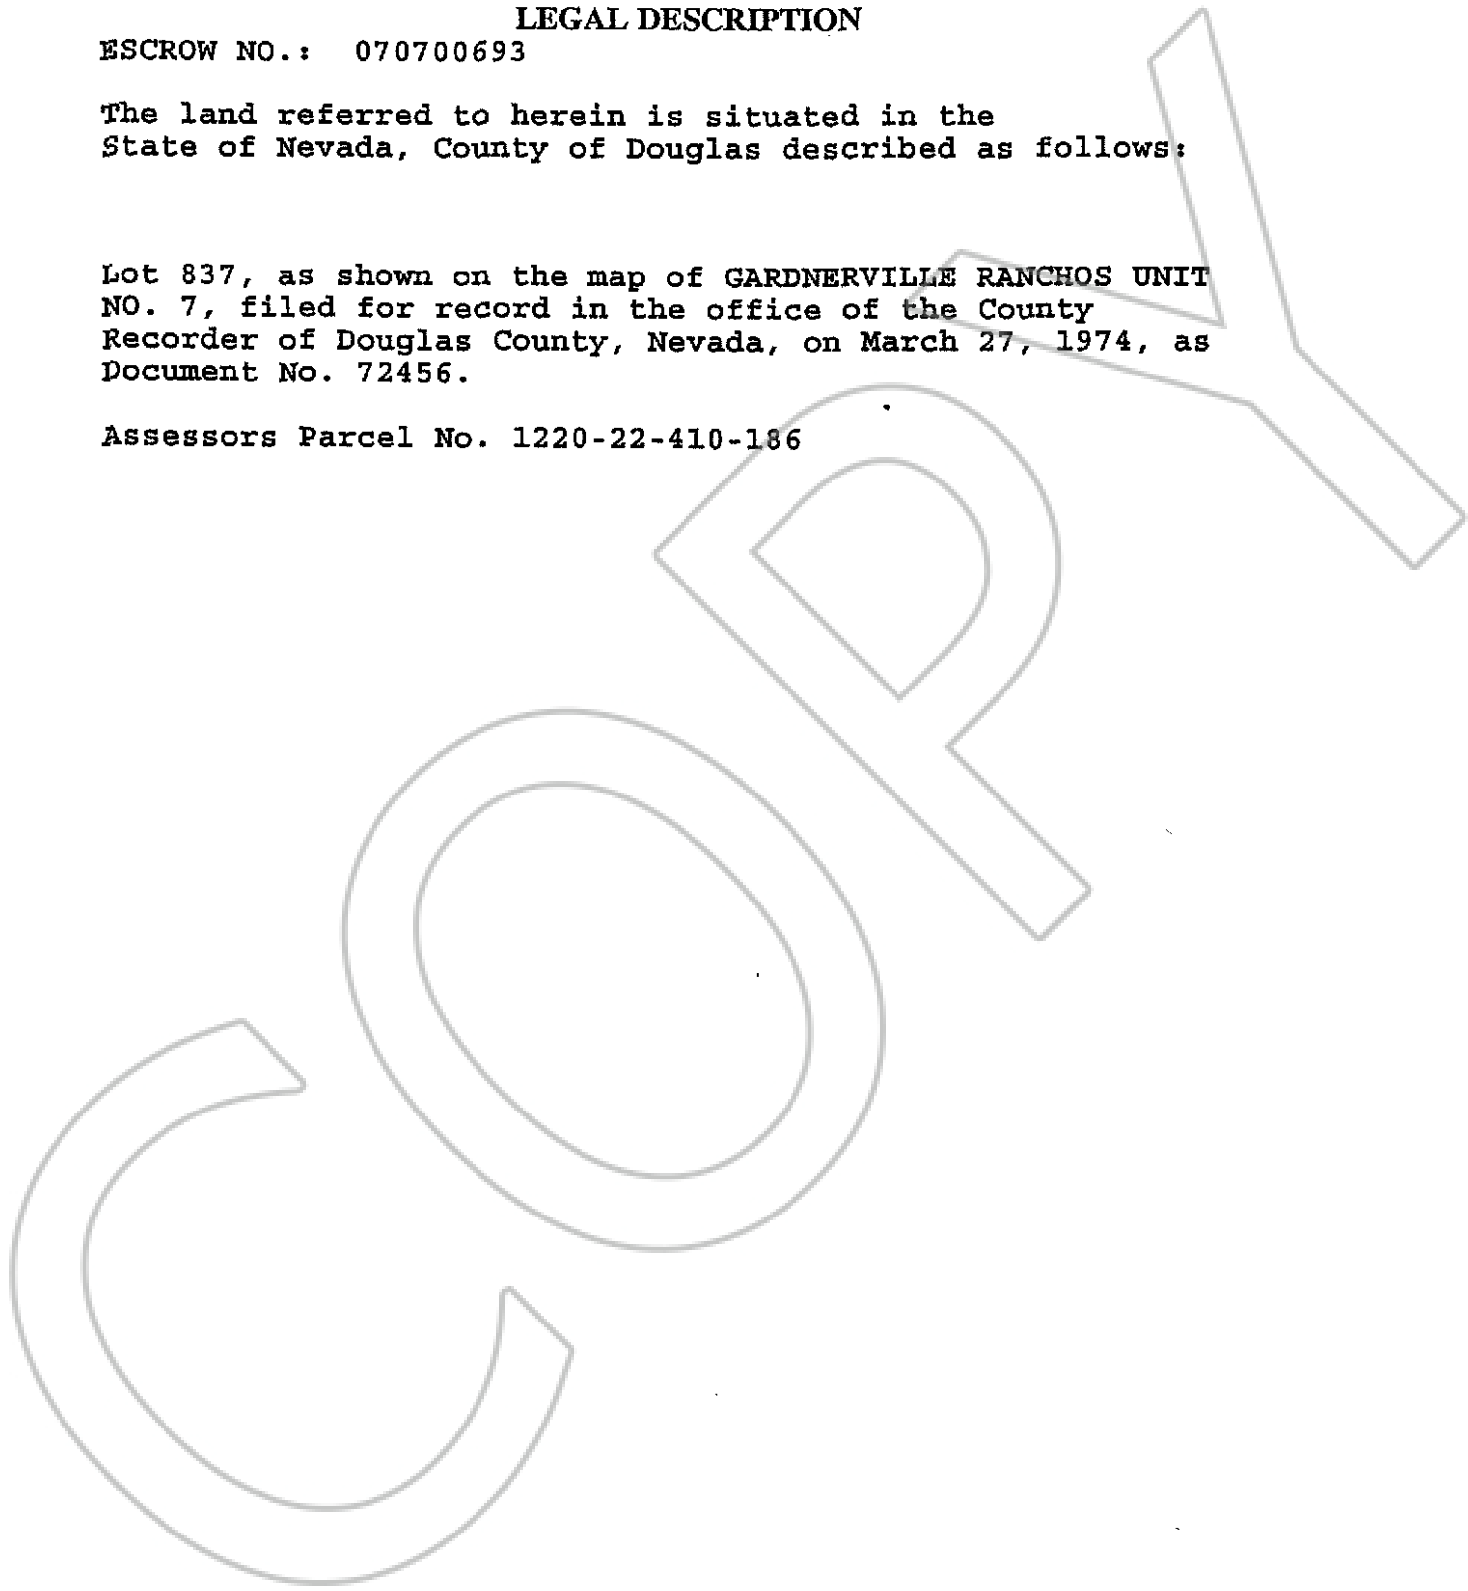 LEGAL DESCRIPTION
ESCROW NO.: 070700693
The land referred to herein is situated in the
State of Nevada, County of Douglas described as follows:
Lot 837, as shown on the map of GARDNERVILLE RANCHOS UNIT
NO. 7, filed for record in the office of the County
Recorder of Douglas County, Nevada, on March 27, 1974, as
Document No. 72456.
Assessors Parcel No. 1220-22-410-186
COPY